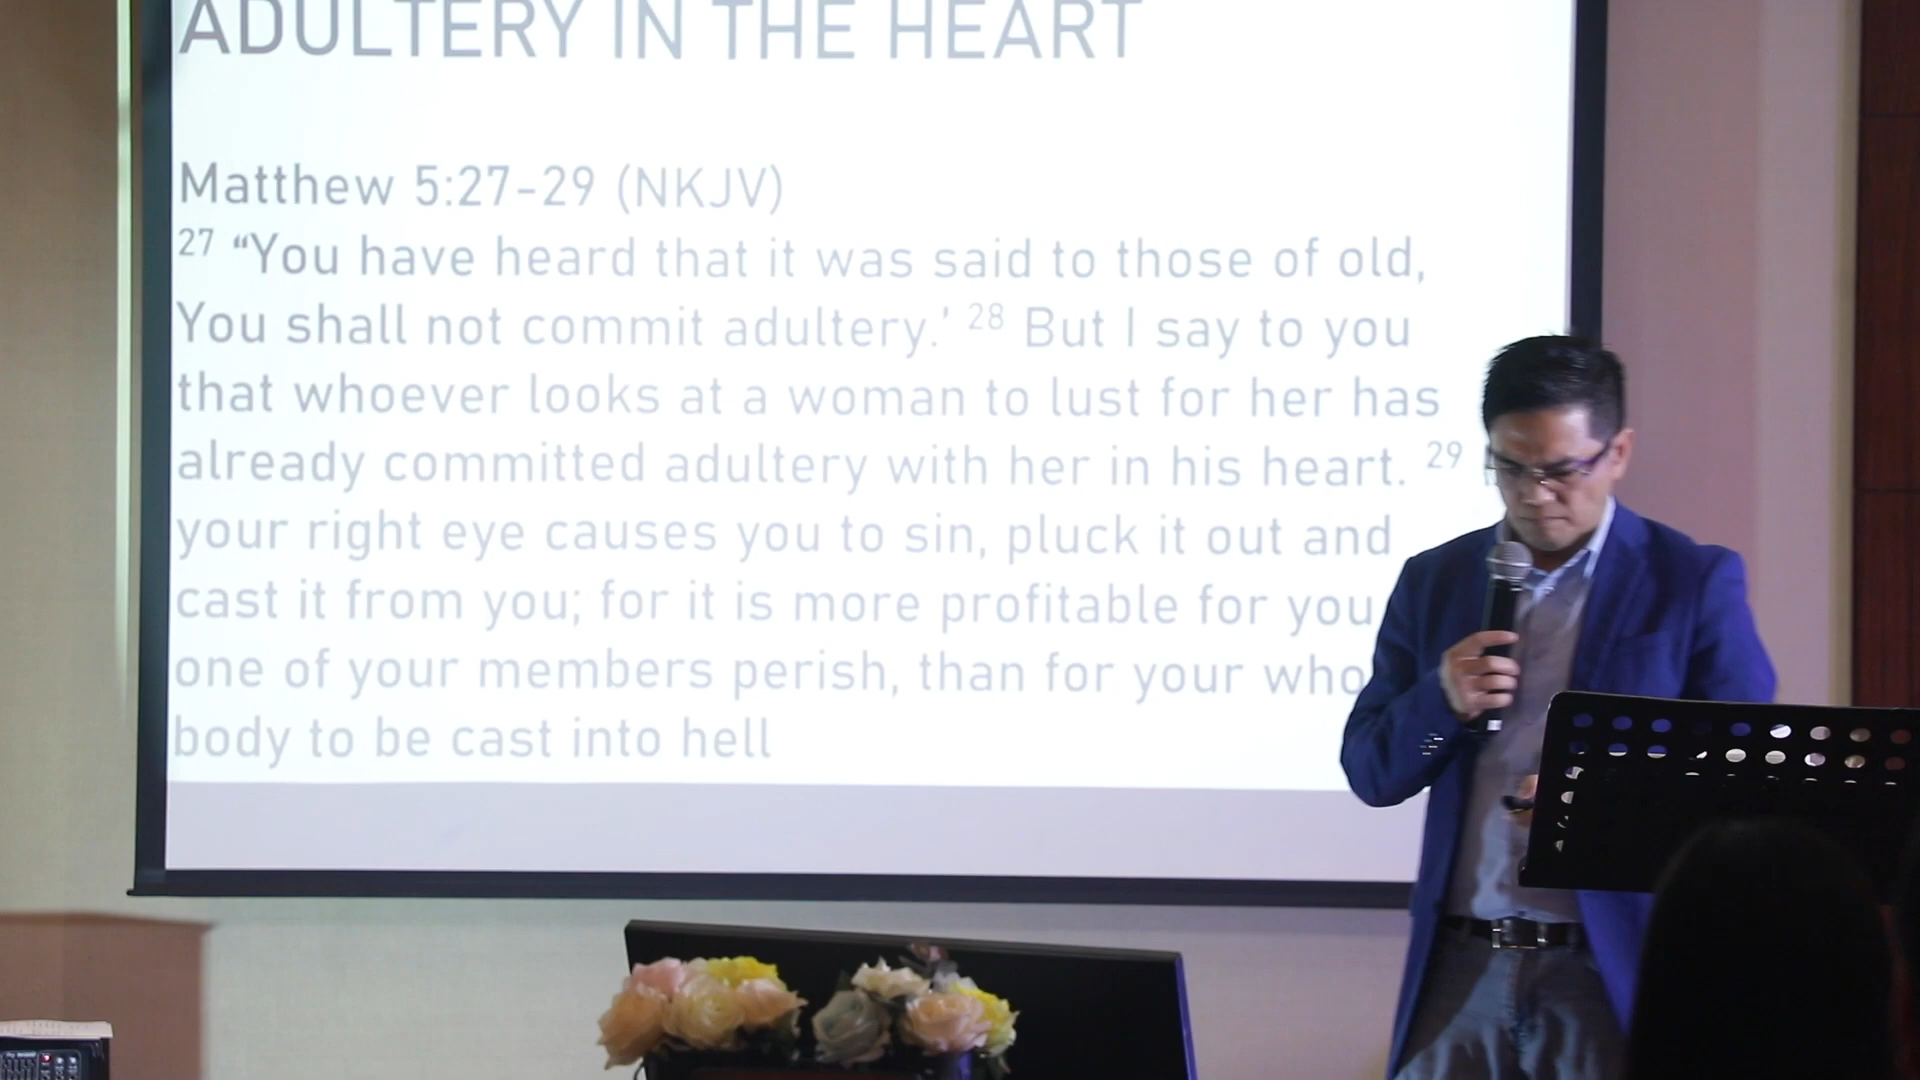 ADULTERY IN THE HEART
Matthew 5:27-29 (NKJV)
27 “You have heard that it was said to those of old,
You shall not commit adultery.’ 28 But I say to you
that whoever looks at a woman to lust for her has
already committed adultery with her in his heart. 29
your right eye causes you to sin, pluck it out and
cast it from you; for it is more profitable for you
one of your members perish, than for your who
body to be cast into hell